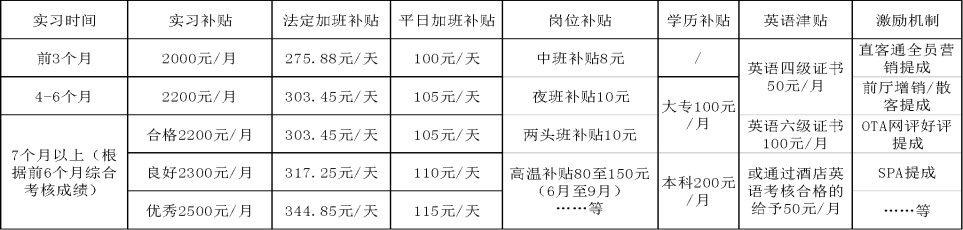 实习时间 实习补贴 法定加班补贴 平日加班补贴 岗位补贴 学历补贴 英语津贴 激励机制
前3个月 2000元/月 275.88元/天 100元/天 中班补贴8元 / 英语四级证书 直客通全员营
50元/月 销提成
4-6个月 2200元/月 303.45元/天 105元/天 夜班补贴10元 大专100元 前厅增销/散
/月 客提成
7个月以上（根 合格2200元/月 303.45元/天 105元/天 两头班补贴10元 英语六级证书 OTA网评好评
据前6个月综合 100元/月 提成
考核成绩） 良好2300元/月 317.25元/天 110元/天 高温补贴80至150元 本科200元 或通过酒店英 SPA提成
（6月至9月） /月 语考核合格的
优秀2500元/月 344.85元/天 115元/天 ……等 给予50元/月 ……等